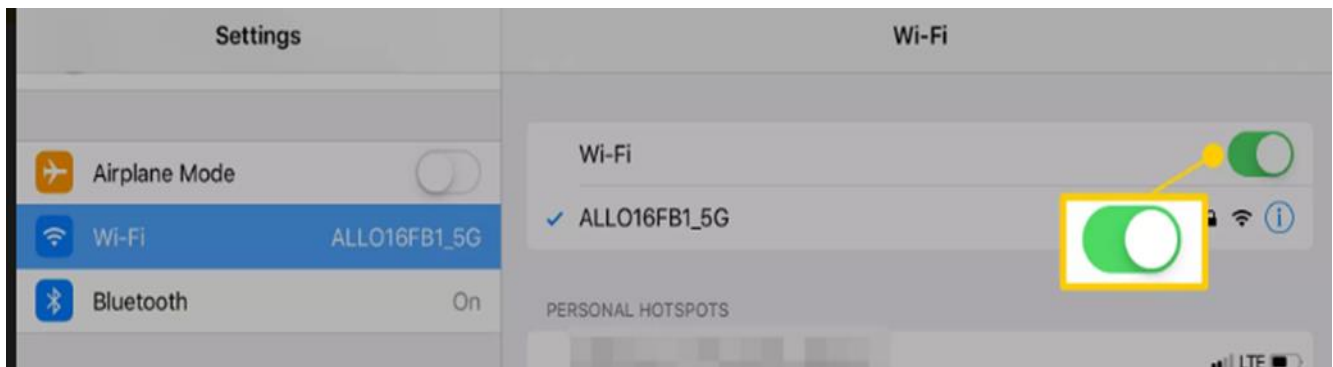 Settings
Airplane Mode
Wi-Fi ALLO16FB1_5G
Bluetooth On
Wi-Fi
Wi-Fi
ALLO16FB1_5G
PERSONAL HOTSPOTS
LTE